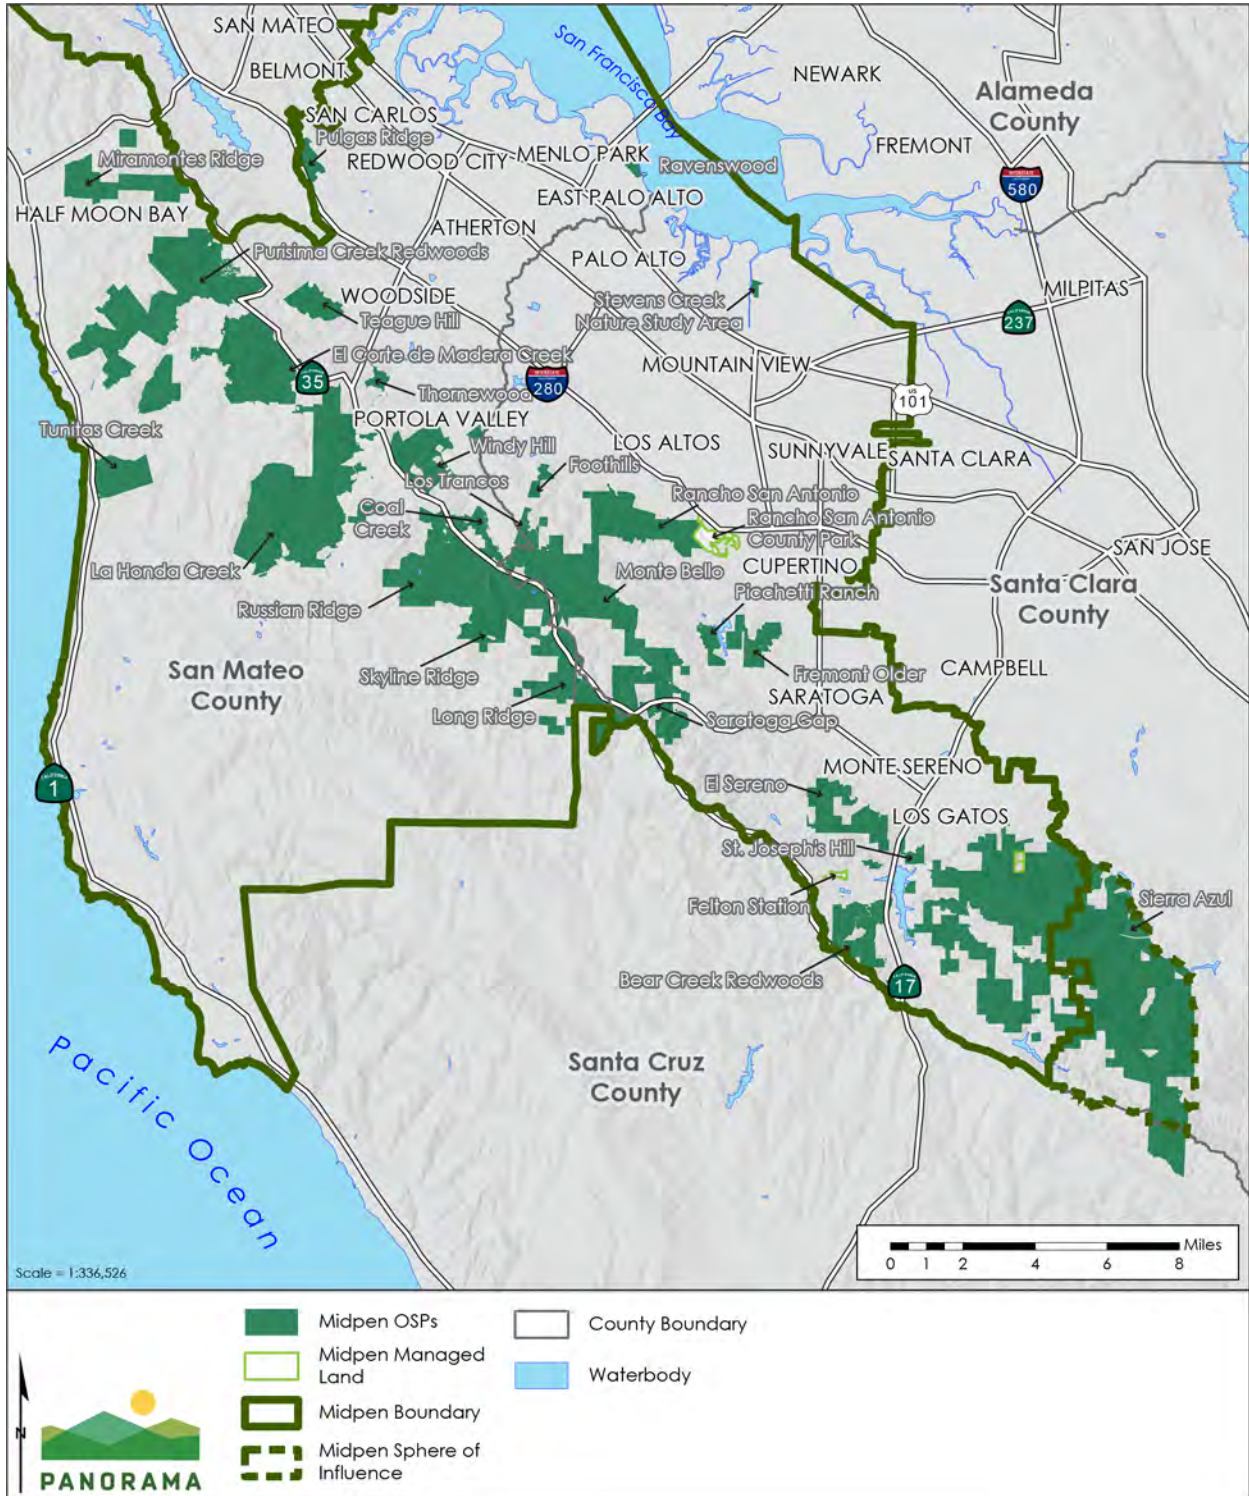 SAN MATEO
BELMONT
SAN CARLOS
Pulgas Ridge
REDWOOD CITY
MENLO PARK
EAST PALO ALTO
San Francisco Bay
Ravenswood
NEWARK
Alameda
County
FREMONT
580
Miramontes Ridge
HALF MOON BAY
ATHERTON
Purisima Creek Redwoods
PALO ALTO
WOODSIDE
Teague Hill
Stevens Creek
Nature Study Area
MILPITAS
CALIFORNIA
237
El Corte de Madera Creek
MOUNTAIN VIEW
CALIFORNIA
35
INTERSTATE
280
Thornewood
US
101
PORTOLA VALLEY
Tunitas Creek
Windy Hill
LOS ALTOS
SUNNYVALE
SANTA CLARA
Los Trancos
Foothills
Coal
Creek
Rancho San Antonio
Rancho San Antonio
County Park
SAN JOSE
La Honda Creek
CUPERTINO
Monte Bello
Santa Clara
County
Picchetti Ranch
Russian Ridge
San Mateo
County
Skyline Ridge
Fremont Older
CAMPBELL
SARATOGA
Long Ridge
Saratoga Gap
CALIFORNIA
1
MONTE SERENO
El Sereno
LOS GATOS
St. Joseph's Hill
Felton Station
Sierra Azul
Bear Creek Redwoods
CALIFORNIA
17
Santa Cruz
County
Pacific Ocean
Scale = 1:336,526
Miles
0 1 2 4 6 8
Midpen OSPs
Midpen Managed
Land
Midpen Boundary
Midpen Sphere of
Influence
County Boundary
Waterbody
N
PANORAMA